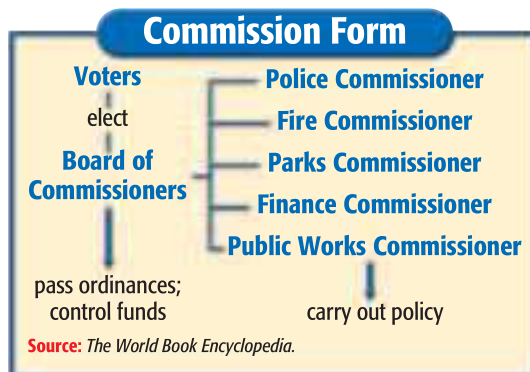 Commission Form
Voters
elect
Board of
Commissioners
pass ordinances;
control funds
Police Commissioner
Fire Commissioner
Parks Commissioner
Finance Commissioner
Public Works Commissioner
carry out policy
Source: The World Book Encyclopedia.